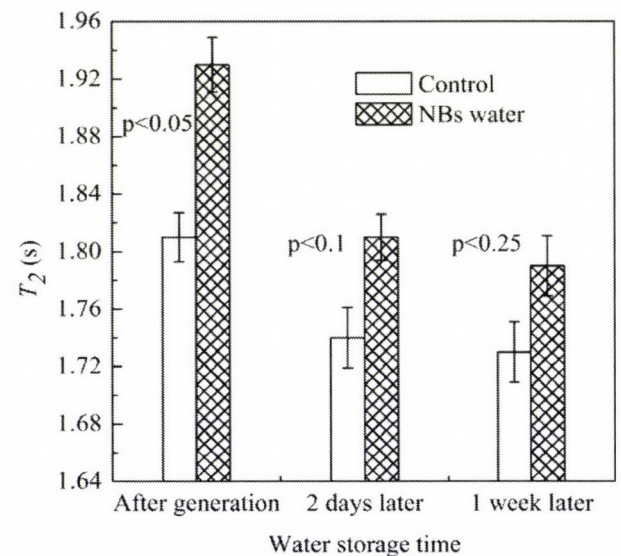 1.96
1.92
1.88
1.84
1.80
1.76
1.72
1.68
1.64
T2 (s)
Control
NBs water
p<0.05
p<0.1
p<0.25
After generation 2 days later 1 week later
Water storage time